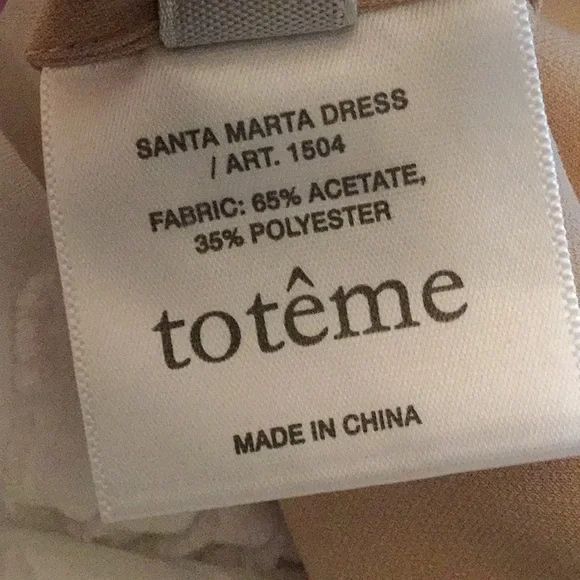 SANTA MARTA DRESS
/ ART. 1504
FABRIC: 65% ACETATE,
35% POLYESTER
totême
MADE IN CHINA